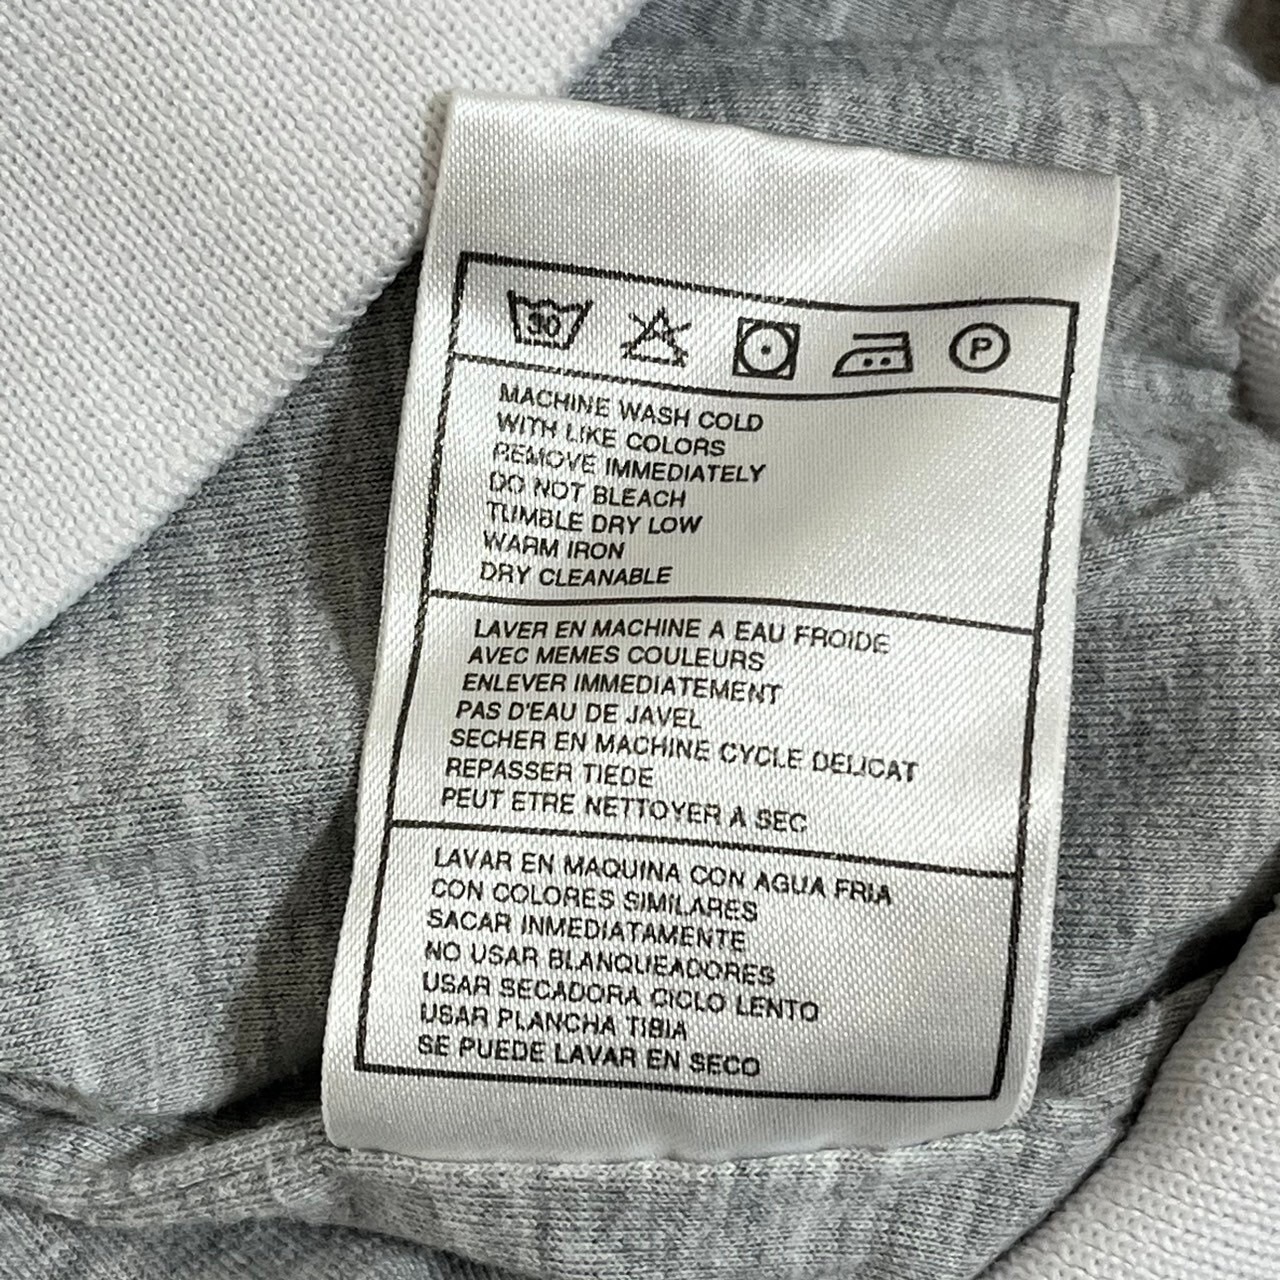 30 P
MACHINE WASH COLD
WITH LIKE COLORS
REMOVE IMMEDIATELY
DO NOT BLEACH
TUMBLE DRY LOW
WARM IRON
DRY CLEANABLE
LAVER EN MACHINE A EAU FROIDE
AVEC MEMES COULEURS
ENLEVER IMMEDIATEMENT
PAS D'EAU DE JAVEL
SECHER EN MACHINE CYCLE DELICAT
REPASSER TIEDE
PEUT ETRE NETTOYER A SEC
LAVAR EN MAQUINA CON AGUA FRIA
CON COLORES SIMILARES
SACAR INMEDIATAMENTE
NO USAR BLANQUEADORES
USAR SECADORA CICLO LENTO
USAR PLANCHA TIBIA
SE PUEDE LAVAR EN SECO